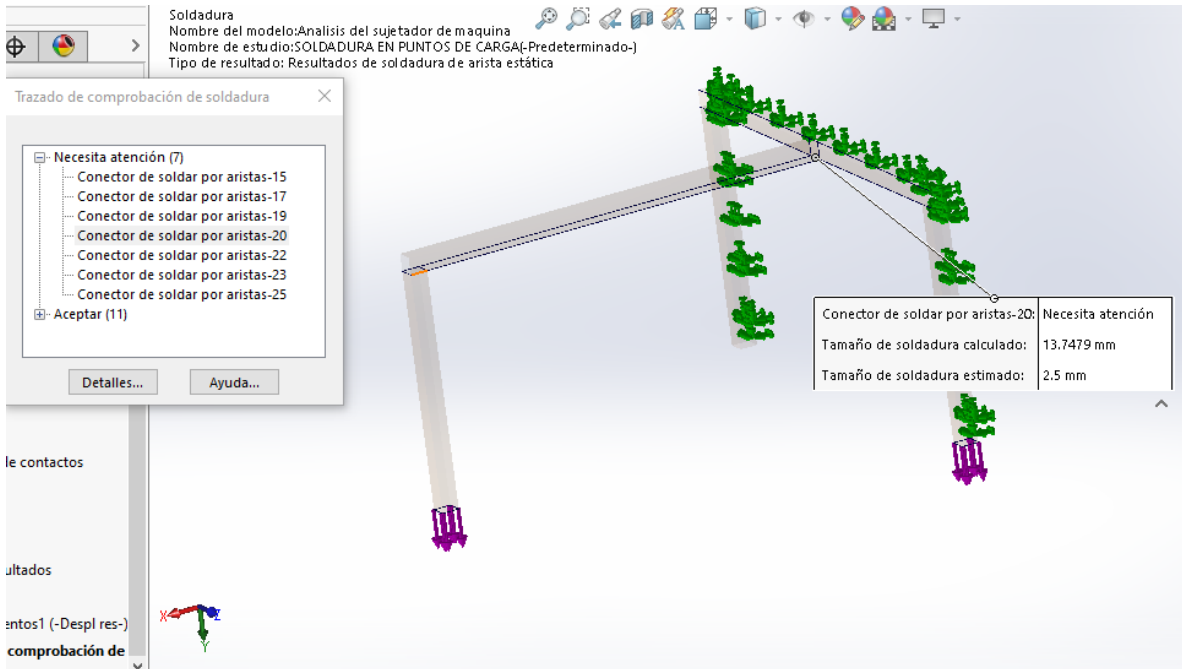 Soldadura
Nombre del modelo:Analisis del sujetador de maquina
Nombre de estudio:SOLDADURA EN PUNTOS DE CARGA(-Predeterminado-)
Tipo de resultado: Resultados de soldadura de arista estática
Trazado de comprobación de soldadura
Necesita atención (7)
Conector de soldar por aristas-15
Conector de soldar por aristas-17
Conector de soldar por aristas-19
Conector de soldar por aristas-20
Conector de soldar por aristas-22
Conector de soldar por aristas-23
Conector de soldar por aristas-25
Aceptar (11)
Detalles...
Ayuda...
Conector de soldar por aristas-20: Necesita atención
Tamaño de soldadura calculado: 13.7479 mm
Tamaño de soldadura estimado: 2.5 mm
de contactos
ultados
entos1 (-Despl res-)
comprobación de
X
Z
Y